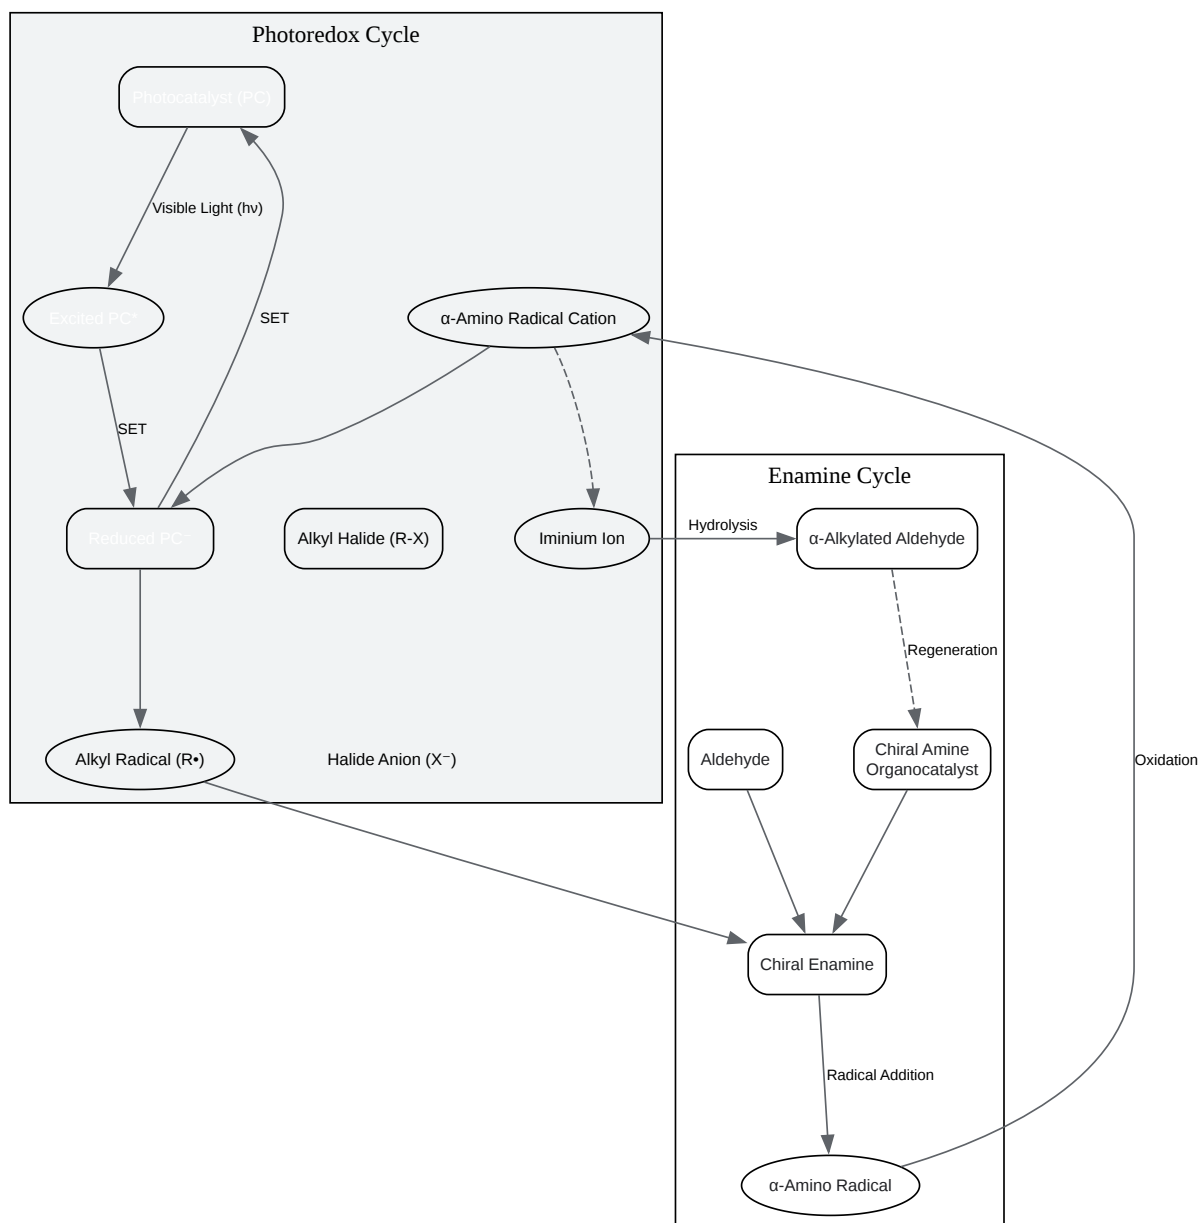 Photoredox Cycle
Photocatalyst (PC)
Visible Light (hν)
Excited PC*
SET
α-Amino Radical Cation
SET
Reduced PC⁻
Alkyl Halide (R-X)
Iminium Ion
Alkyl Radical (R•)
Halide Anion (X⁻)
Enamine Cycle
Hydrolysis
α-Alkylated Aldehyde
Regeneration
Aldehyde
Chiral Amine
Organocatalyst
Oxidation
Chiral Enamine
Radical Addition
α-Amino Radical